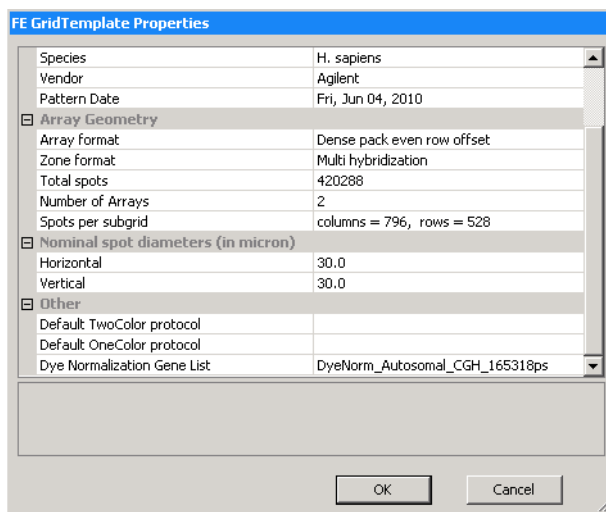 FE GridTemplate Properties
Species H. sapiens
Vendor Agilent
Pattern Date Fri, Jun 04, 2010
Array Geometry
Array format Dense pack even row offset
Zone format Multi hybridization
Total spots 420288
Number of Arrays 2
Spots per subgrid columns = 796, rows = 528
Nominal spot diameters (in micron)
Horizontal 30.0
Vertical 30.0
Other
Default TwoColor protocol
Default OneColor protocol
Dye Normalization Gene List DyeNorm_Autosomal_CGH_165318ps
OK Cancel